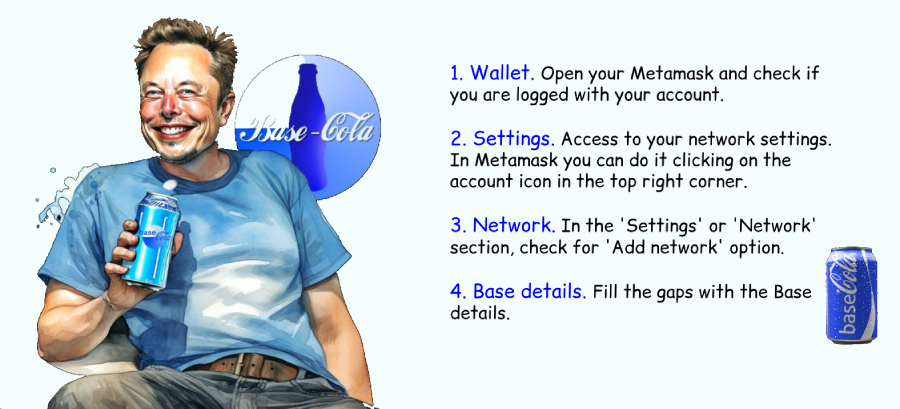 Base-Cola
base Cola
1. Wallet. Open your Metamask and check if
you are logged with your account.
2. Settings. Access to your network settings.
In Metamask you can do it clicking on the
account icon in the top right corner.
3. Network. In the 'Settings' or 'Network'
section, check for 'Add network' option.
4. Base details. Fill the gaps with the Base
details.
baseCola